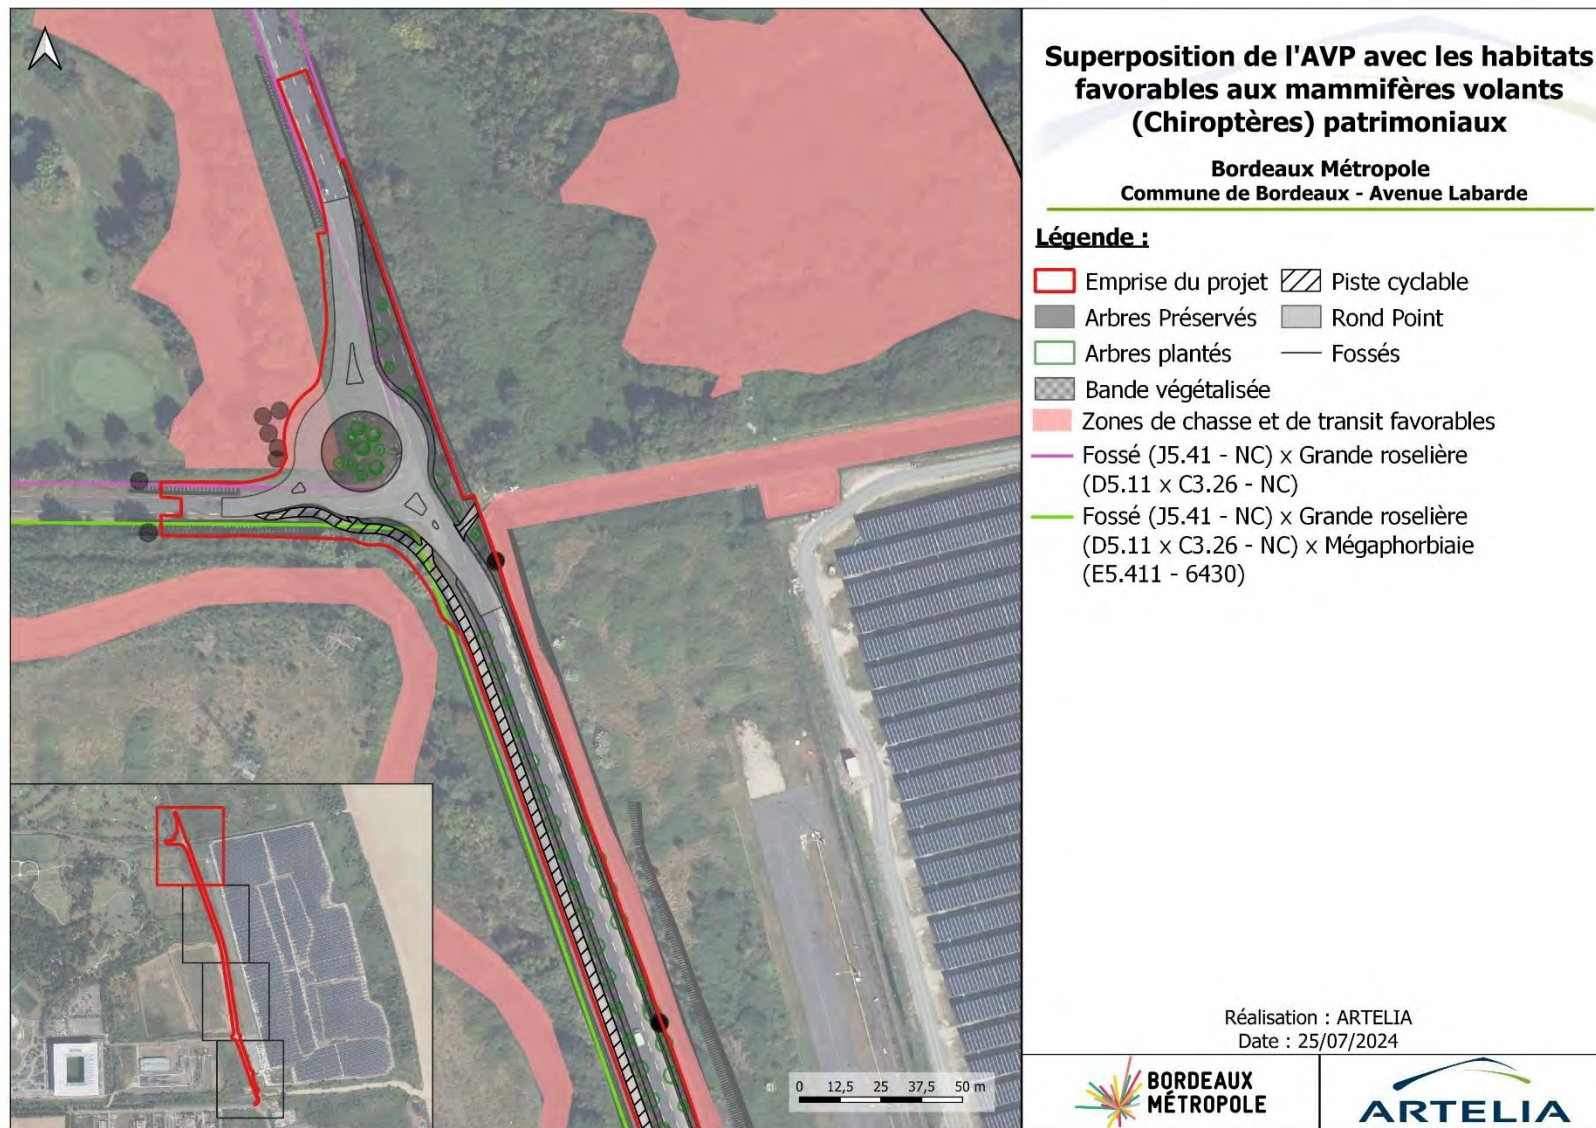 Superposition de l'AVP avec les habitats
favorables aux mammifères volants
(Chiroptères) patrimoniaux
Bordeaux Métropole
Commune de Bordeaux - Avenue Labarde
Légende :
Emprise du projet
Piste cyclable
Arbres Préservés
Rond Point
Arbres plantés
Fossés
Bande végétalisée
Zones de chasse et de transit favorables
Fossé (J5.41 - NC) x Grande roselière
(D5.11 x C3.26 - NC)
Fossé (J5.41 - NC) x Grande roselière
(D5.11 x C3.26 - NC) x Mégaphorbiaie
(E5.411 - 6430)
0 12,5 25 37,5 50 m
Réalisation : ARTELIA
Date : 25/07/2024
BORDEAUX
MÉTROPOLE
ARTELIA